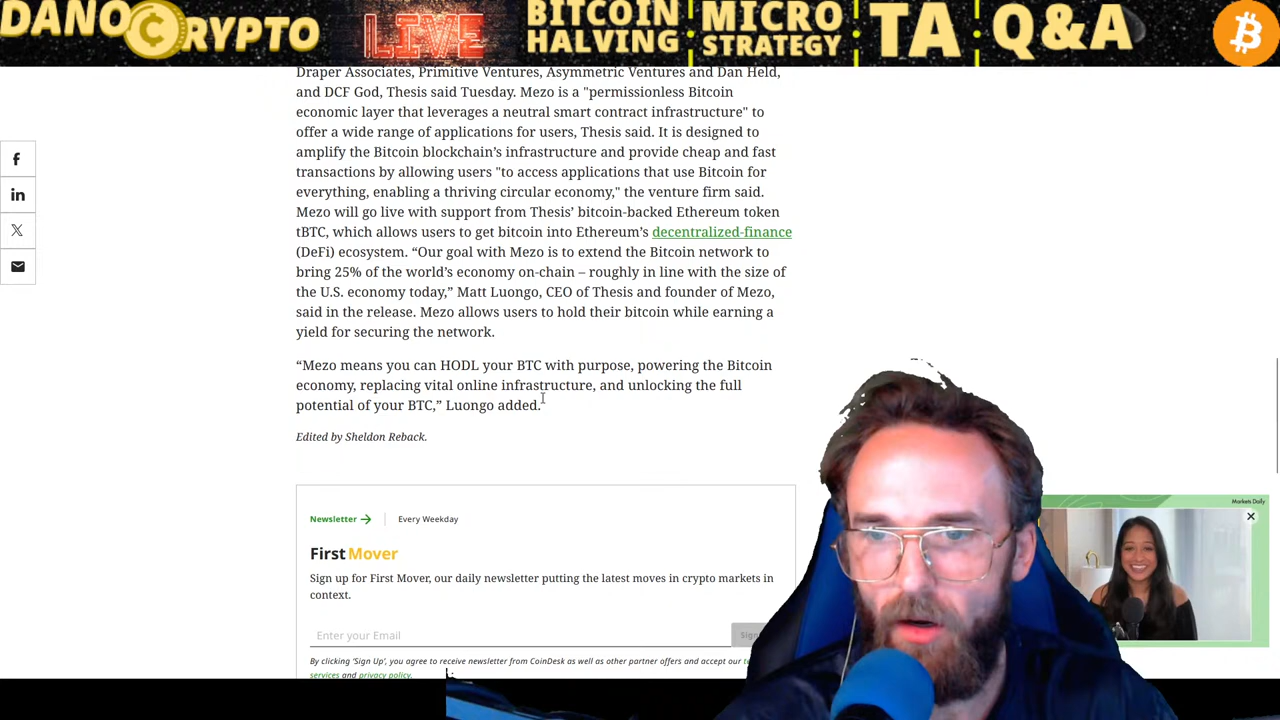 DANO CRYPTO
LIVE
BITCOIN HALVING
MICRO STRATEGY
TA
Q&A
Draper Associates, Primitive Ventures, Asymmetric Ventures and Dan Held,
and DCF God, Thesis said Tuesday. Mezo is a "permissionless Bitcoin
economic layer that leverages a neutral smart contract infrastructure" to
offer a wide range of applications for users, Thesis said. It is designed to
amplify the Bitcoin blockchain’s infrastructure and provide cheap and fast
transactions by allowing users "to access applications that use Bitcoin for
everything, enabling a thriving circular economy," the venture firm said.
Mezo will go live with support from Thesis’ bitcoin-backed Ethereum token
tBTC, which allows users to get bitcoin into Ethereum’s decentralized-finance
(DeFi) ecosystem. “Our goal with Mezo is to extend the Bitcoin network to
bring 25% of the world’s economy on-chain – roughly in line with the size of
the U.S. economy today,” Matt Luongo, CEO of Thesis and founder of Mezo,
said in the release. Mezo allows users to hold their bitcoin while earning a
yield for securing the network.
“Mezo means you can HODL your BTC with purpose, powering the Bitcoin
economy, replacing vital online infrastructure, and unlocking the full
potential of your BTC,” Luongo added.
Edited by Sheldon Reback.
Newsletter → Every Weekday
First Mover
Sign up for First Mover, our daily newsletter putting the latest moves in crypto markets in
context.
Enter your Email
Sign
By clicking ‘Sign Up’, you agree to receive newsletter from CoinDesk as well as other partner offers and accept our
services and privacy policy.
Markets Daily